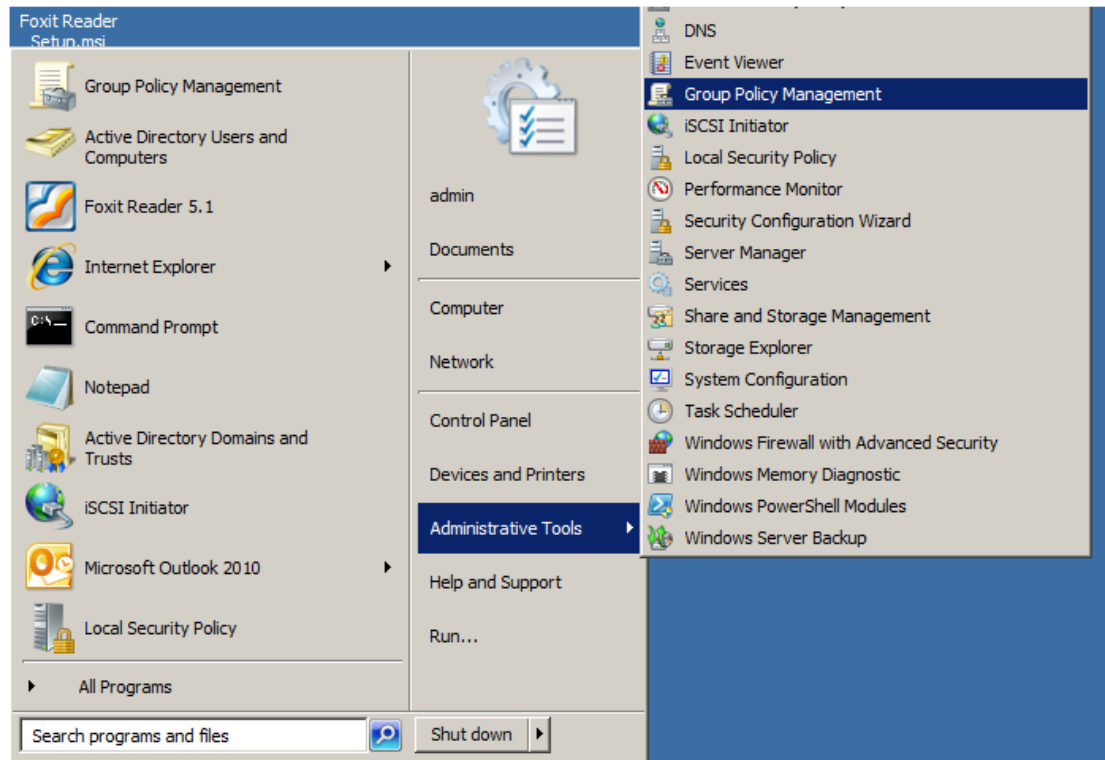 Foxit Reader
Setup.msi
Group Policy Management
Active Directory Users and
Computers
Foxit Reader 5.1
Internet Explorer
C:\_
Command Prompt
Notepad
Active Directory Domains and
Trusts
iSCSI Initiator
Microsoft Outlook 2010
Local Security Policy
All Programs
Search programs and files
admin
Documents
Computer
Network
Control Panel
Devices and Printers
Administrative Tools
Help and Support
Run...
Shut down
DNS
Event Viewer
Group Policy Management
iSCSI Initiator
Local Security Policy
Performance Monitor
Security Configuration Wizard
Server Manager
Services
Share and Storage Management
Storage Explorer
System Configuration
Task Scheduler
Windows Firewall with Advanced Security
Windows Memory Diagnostic
Windows PowerShell Modules
Windows Server Backup